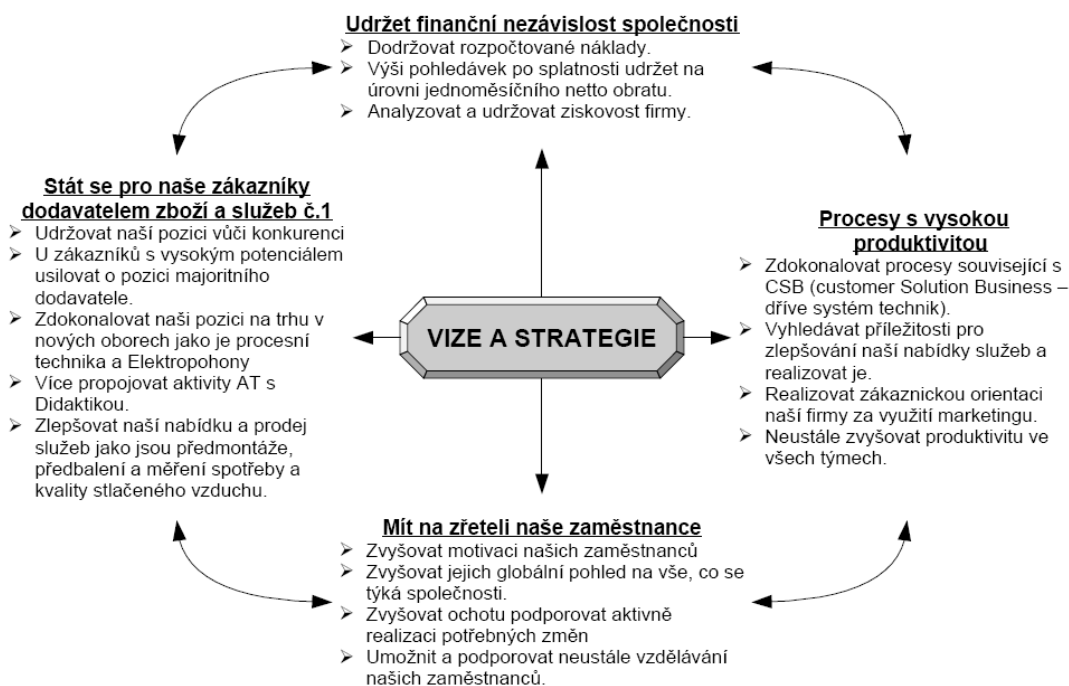 Udržet finanční nezávislost společnosti
➢ Dodržovat rozpočtované náklady.
➢ Výši pohledávek po splatnosti udržet na
úrovni jednoměsíčního netto obratu.
➢ Analyzovat a udržovat ziskovost firmy.
Stát se pro naše zákazníky
dodavatelem zboží a služeb č.1
➢ Udržovat naší pozici vůči konkurenci
➢ U zákazníků s vysokým potenciálem
usilovat o pozici majoritního
dodavatele.
➢ Zdokonalovat naši pozici na trhu v
nových oborech jako je procesní
technika a Elektropohony
➢ Více propojovat aktivity AT s
Didaktikou.
➢ Zlepšovat naší nabídku a prodej
služeb jako jsou předmontáže,
předbalení a měření spotřeby a
kvality stlačeného vzduchu.
VIZE A STRATEGIE
Procesy s vysokou
produktivitou
➢ Zdokonalovat procesy související s
CSB (customer Solution Business –
dříve systém technik).
➢ Vyhledávat příležitosti pro
zlepšování naší nabídky služeb a
realizovat je.
➢ Realizovat zákaznickou orientaci
naší firmy za využití marketingu.
➢ Neustále zvyšovat produktivitu ve
všech týmech.
Mít na zřeteli naše zaměstnance
➢ Zvyšovat motivaci našich zaměstnanců
➢ Zvyšovat jejich globální pohled na vše, co se
týká společnosti.
➢ Zvyšovat ochotu podporovat aktivně
realizaci potřebných změn
➢ Umožnit a podporovat neustále vzdělávání
našich zaměstnanců.